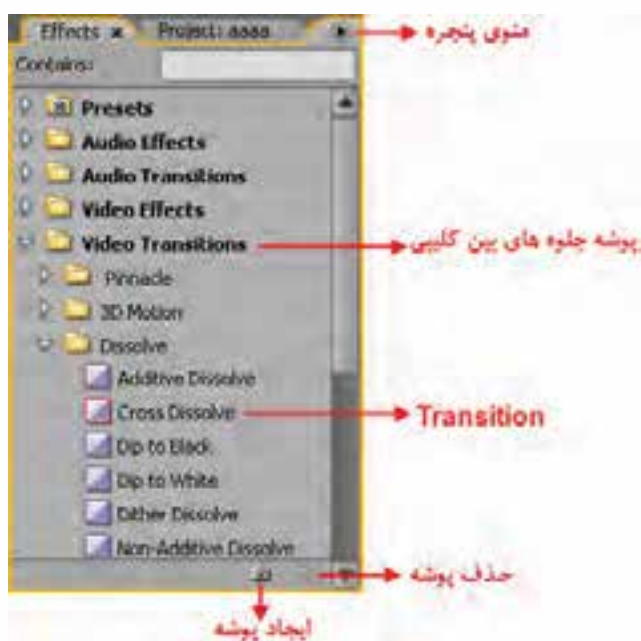 Effects × Project: aaaa
منوی پنجره
Contains:
Presets
Audio Effects
Audio Transitions
Video Effects
Video Transitions
پوشه جلوه های بین کلیپی
Pinnacle
3D Motion
Dissolve
Additive Dissolve
Cross Dissolve
Transition
Dip to Black
Dip to White
Dither Dissolve
Non-Additive Dissolve
حذف پوشه
ایجاد پوشه